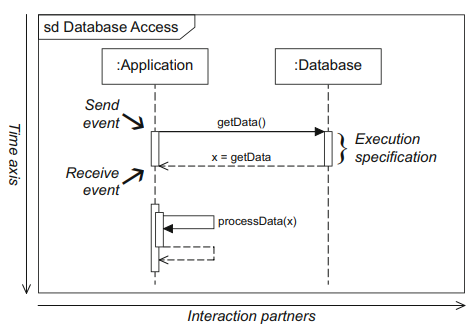 sd Database Access
:Application
:Database
Send
event
getData()
Execution
specification
x = getData
Receive
event
processData(x)
Time axis
Interaction partners